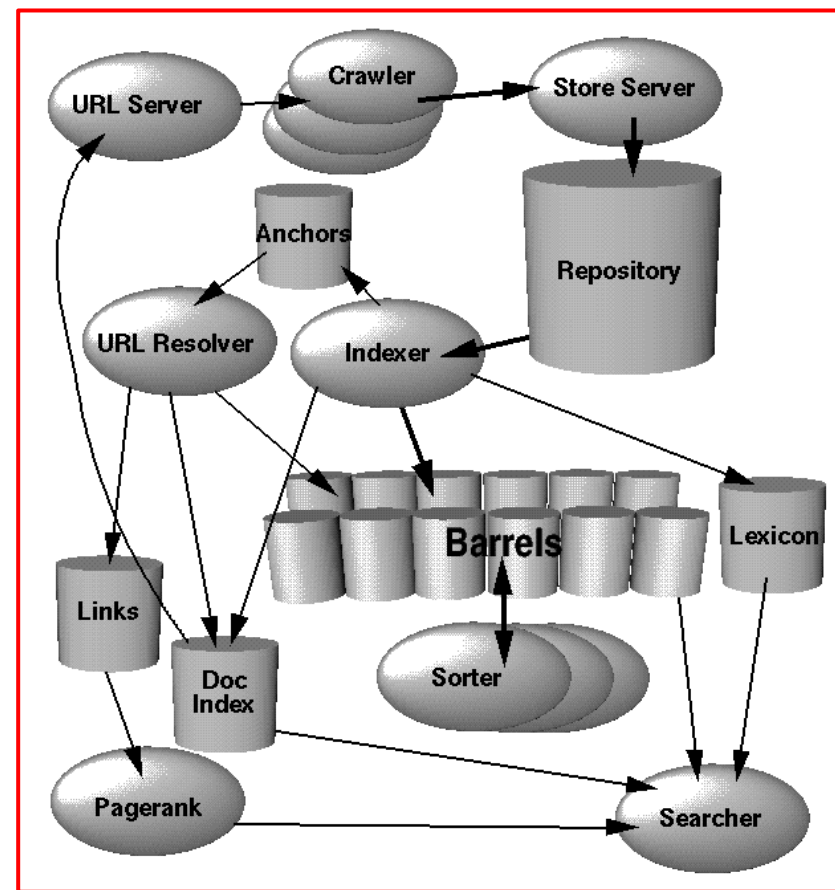 Crawler
URL Server
Store Server
Anchors
Repository
URL Resolver
Indexer
Barrels
Lexicon
Links
Doc
Index
Sorter
Pagerank
Searcher